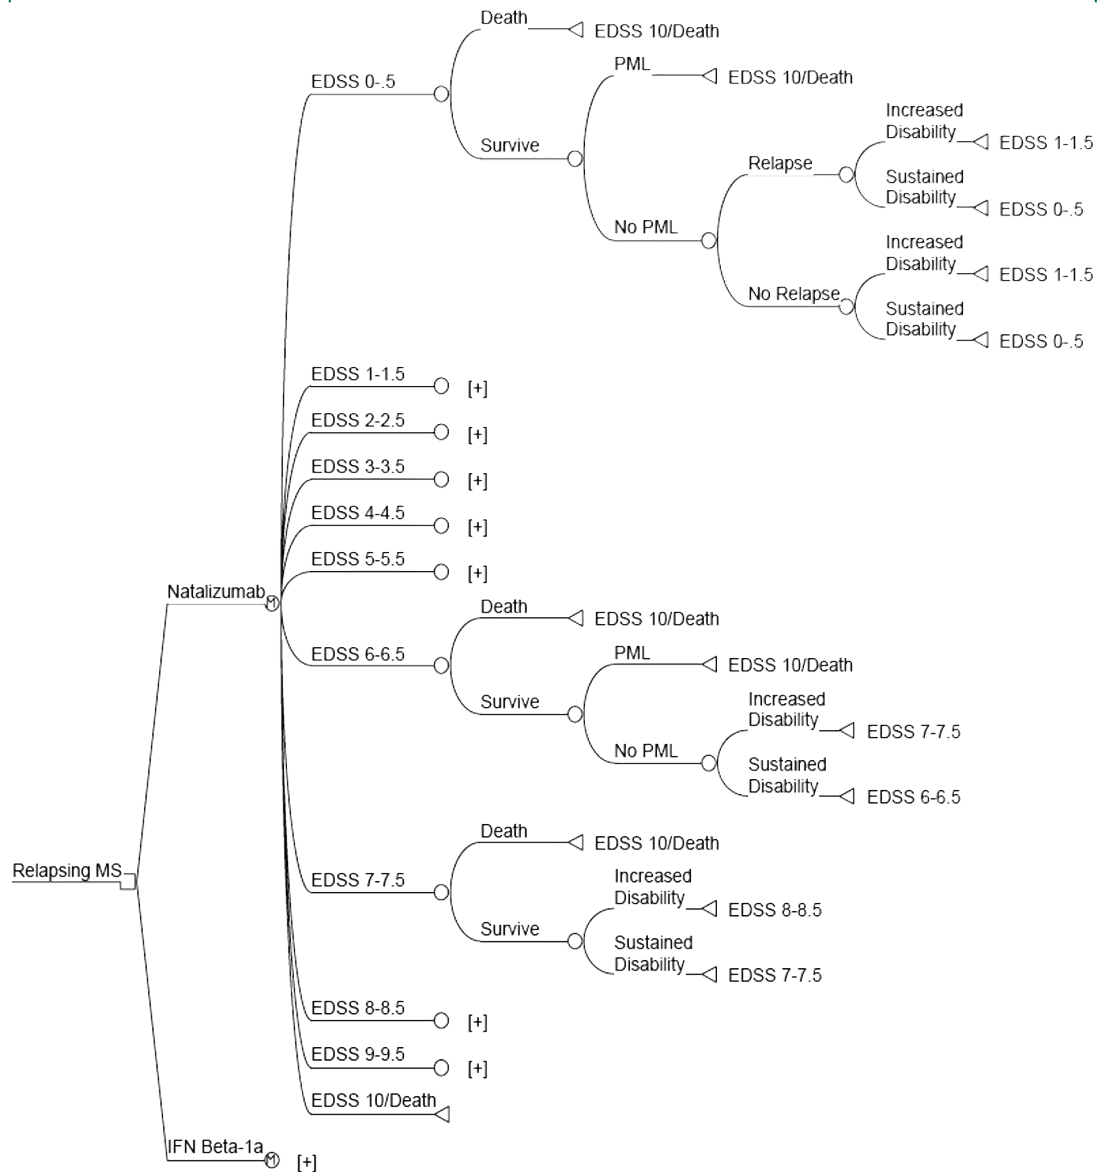 Death
EDSS 10/Death
PML
EDSS 10/Death
EDSS 0-.5
Increased
Disability
EDSS 1-1.5
Survive
Relapse
Sustained
Disability
EDSS 0-.5
No PML
Increased
Disability
EDSS 1-1.5
No Relapse
Sustained
Disability
EDSS 0-.5
EDSS 1-1.5
[+]
EDSS 2-2.5
[+]
EDSS 3-3.5
[+]
EDSS 4-4.5
[+]
EDSS 5-5.5
[+]
Natalizumab
M
Death
EDSS 10/Death
EDSS 6-6.5
PML
EDSS 10/Death
Survive
Increased
Disability
EDSS 7-7.5
No PML
Sustained
Disability
EDSS 6-6.5
Death
EDSS 10/Death
Relapsing MS
EDSS 7-7.5
Increased
Disability
EDSS 8-8.5
Survive
Sustained
Disability
EDSS 7-7.5
EDSS 8-8.5
[+]
EDSS 9-9.5
[+]
EDSS 10/Death
IFN Beta-1a
M
[+]